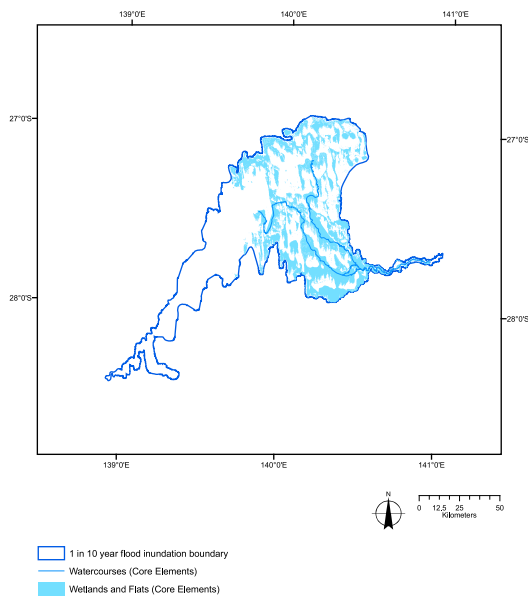 139°0'E 140°0'E 141°0'E
27°0'S 27°0'S
28°0'S 28°0'S
139°0'E 140°0'E 141°0'E
N
0 12.5 25 50
Kilometers
1 in 10 year flood inundation boundary
Watercourses (Core Elements)
Wetlands and Flats (Core Elements)